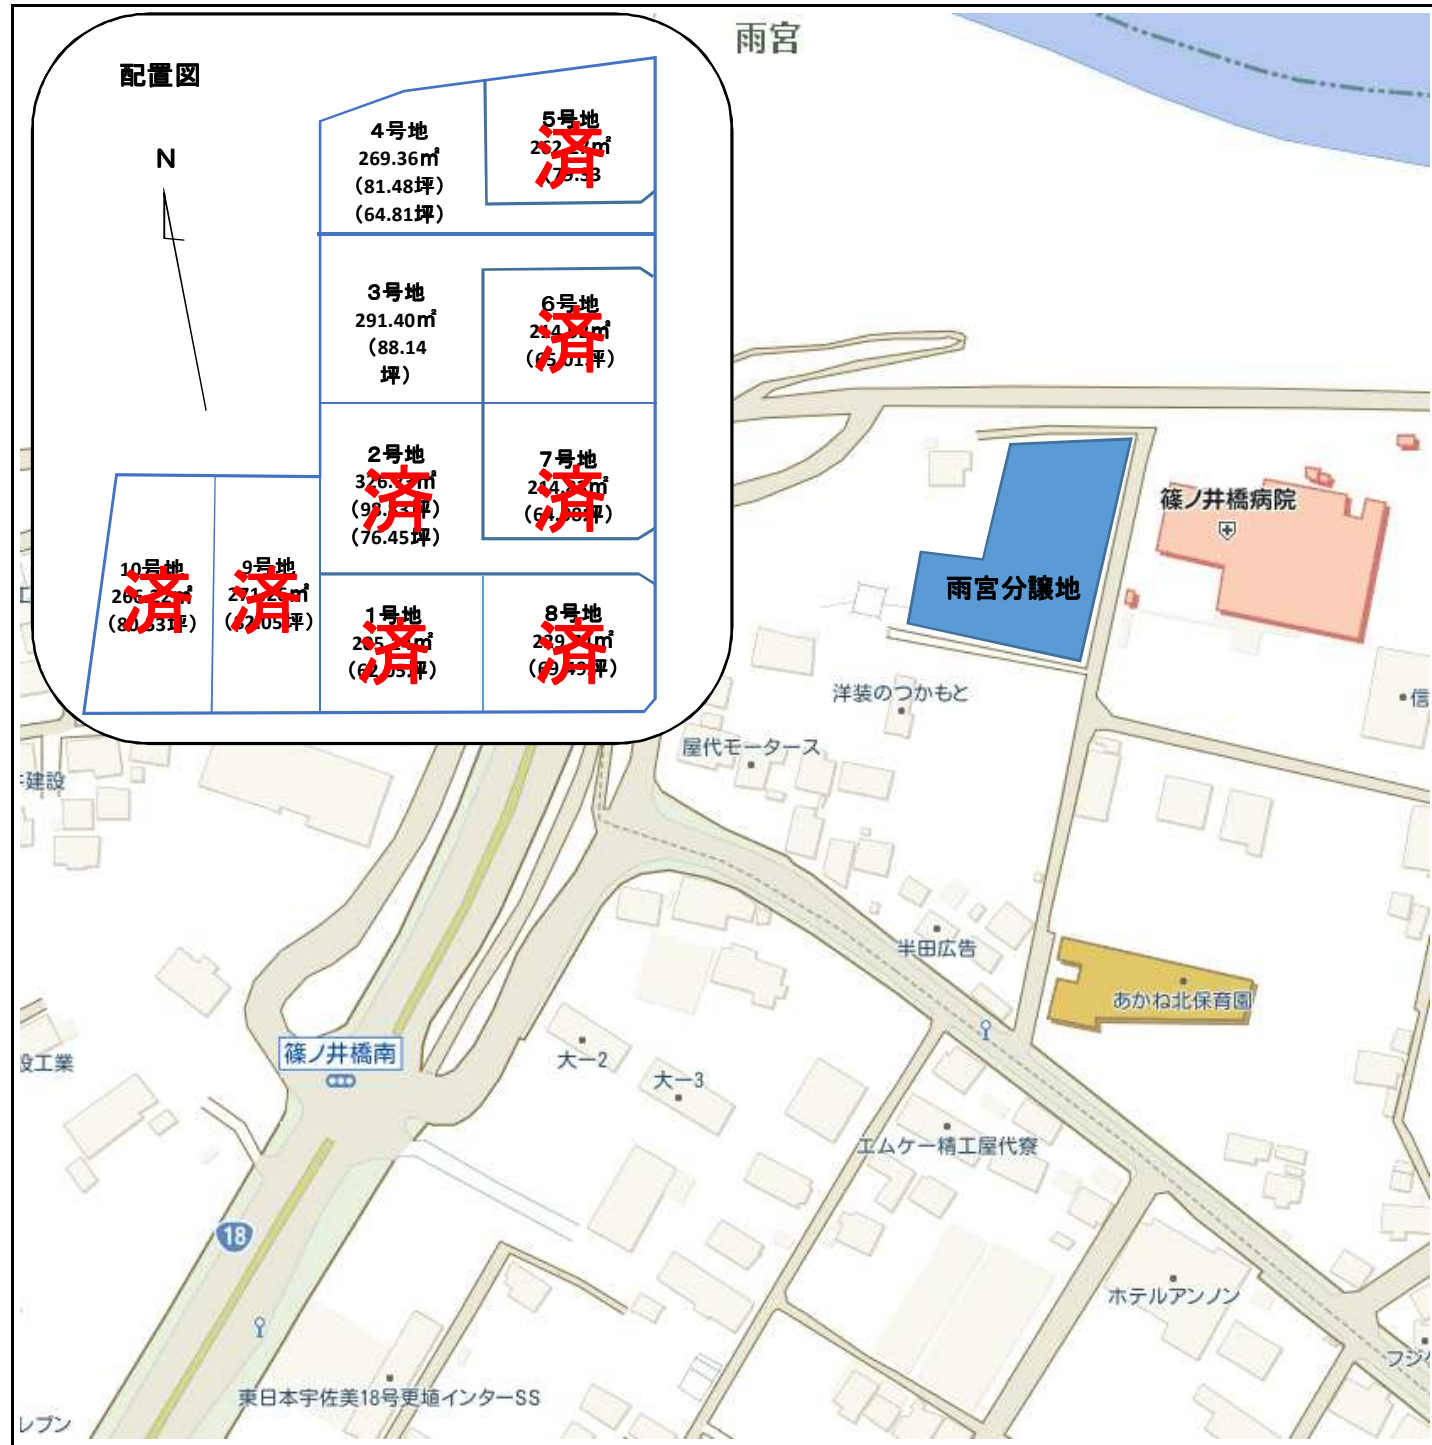 雨宮
配置図
N
4号地
269.36㎡
(81.48坪)
(64.81坪)
5号地
済
3号地
291.40㎡
(88.14
坪)
6号地
済
2号地
済
(76.45坪)
7号地
済
10号地
済
9号地
済
1号地
済
8号地
済
篠ノ井橋病院
雨宮分譲地
洋装のつかもと
信
屋代モータース
建設
半田広告
あかね北保育園
篠ノ井橋南
大一2
大一3
設工業
エムケー精工屋代寮
18
ホテルアンノン
フジ
東日本宇佐美18号更埴インターSS
レブン